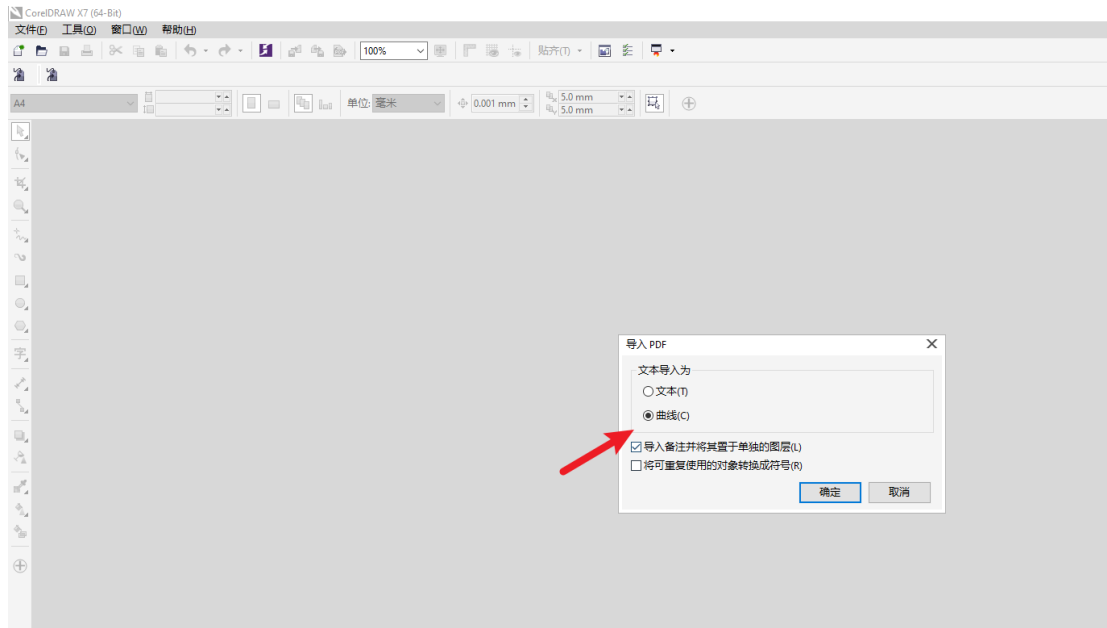 CorelDRAW X7 (64-Bit)
文件(F) 工具(O) 窗口(W) 帮助(H)
100% 贴齐(T)
A4 单位: 毫米 0.001 mm 5.0 mm
5.0 mm
字
导入 PDF
文本导入为
文本(T)
曲线(C)
导入备注并将其置于单独的图层(L)
将可重复使用的对象转换成符号(R)
确定 取消